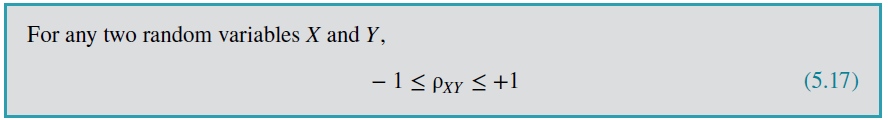 For any two random variables X and Y,
− 1 ≤ ρXY ≤ +1 (5.17)